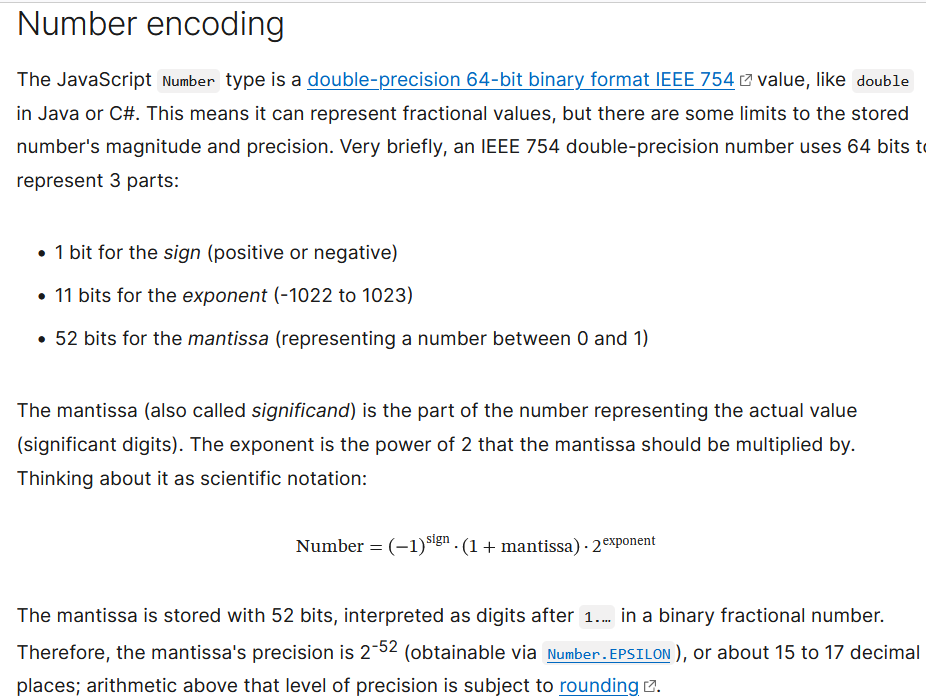 Number encoding
The JavaScript Number type is a double-precision 64-bit binary format IEEE 754 value, like double
in Java or C#. This means it can represent fractional values, but there are some limits to the stored
number's magnitude and precision. Very briefly, an IEEE 754 double-precision number uses 64 bits to
represent 3 parts:
• 1 bit for the sign (positive or negative)
• 11 bits for the exponent (-1022 to 1023)
• 52 bits for the mantissa (representing a number between 0 and 1)
The mantissa (also called significand) is the part of the number representing the actual value
(significant digits). The exponent is the power of 2 that the mantissa should be multiplied by.
Thinking about it as scientific notation:
Number = (−1)^sign · (1 + mantissa) · 2^exponent
The mantissa is stored with 52 bits, interpreted as digits after 1.… in a binary fractional number.
Therefore, the mantissa's precision is 2^-52 (obtainable via Number.EPSILON), or about 15 to 17 decimal
places; arithmetic above that level of precision is subject to rounding.